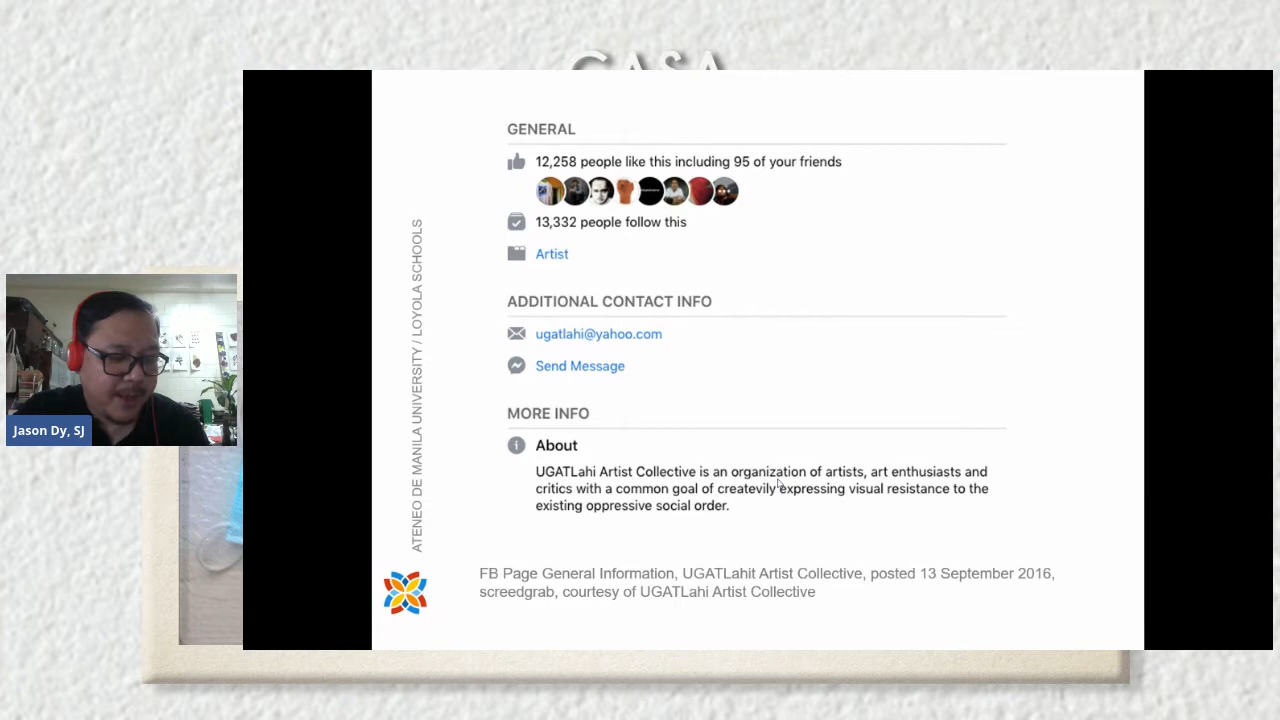 GASA
GENERAL
12,258 people like this including 95 of your friends
13,332 people follow this
Artist
ADDITIONAL CONTACT INFO
ugatlahi@yahoo.com
Send Message
MORE INFO
About
UGATLahi Artist Collective is an organization of artists, art enthusiasts and
critics with a common goal of createvily expressing visual resistance to the
existing oppressive social order.
ATENEO DE MANILA UNIVERSITY / LOYOLA SCHOOLS
FB Page General Information, UGATLahit Artist Collective, posted 13 September 2016,
screedgrab, courtesy of UGATLahi Artist Collective
Jason Dy, SJ